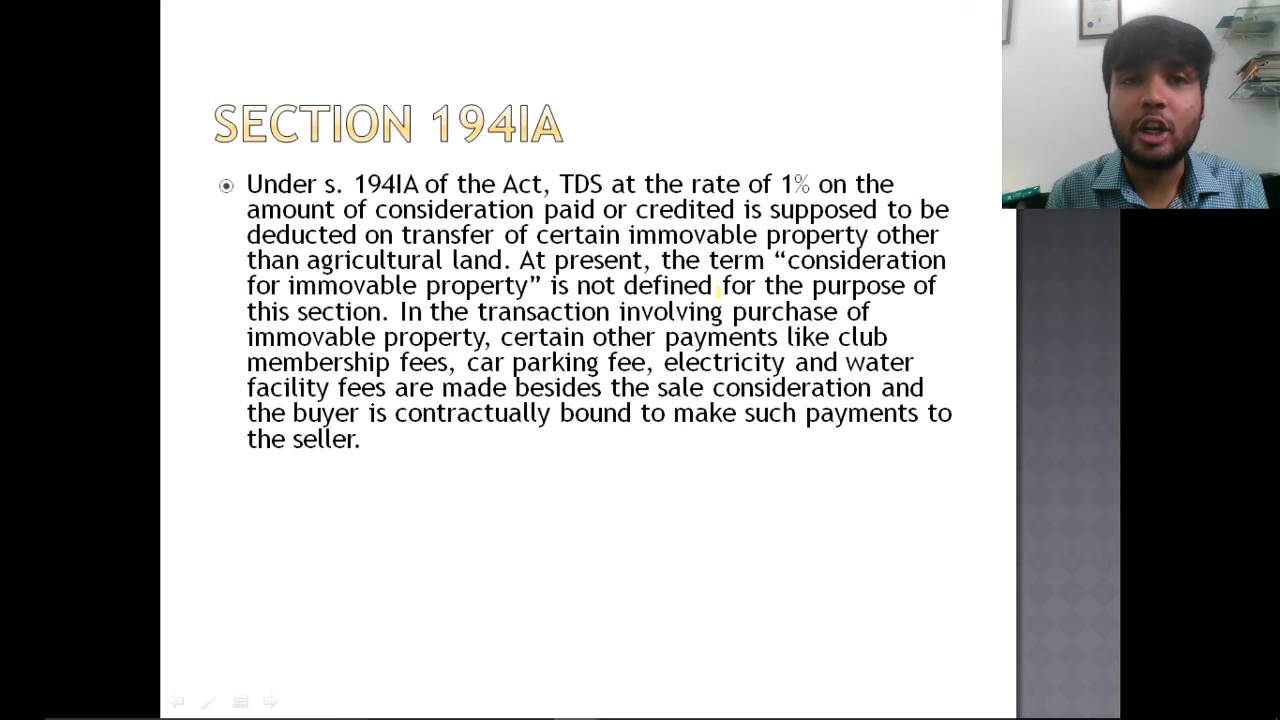 SECTION 194IA
Under s. 194IA of the Act, TDS at the rate of 1% on the
amount of consideration paid or credited is supposed to be
deducted on transfer of certain immovable property other
than agricultural land. At present, the term “consideration
for immovable property” is not defined for the purpose of
this section. In the transaction involving purchase of
immovable property, certain other payments like club
membership fees, car parking fee, electricity and water
facility fees are made besides the sale consideration and
the buyer is contractually bound to make such payments to
the seller.